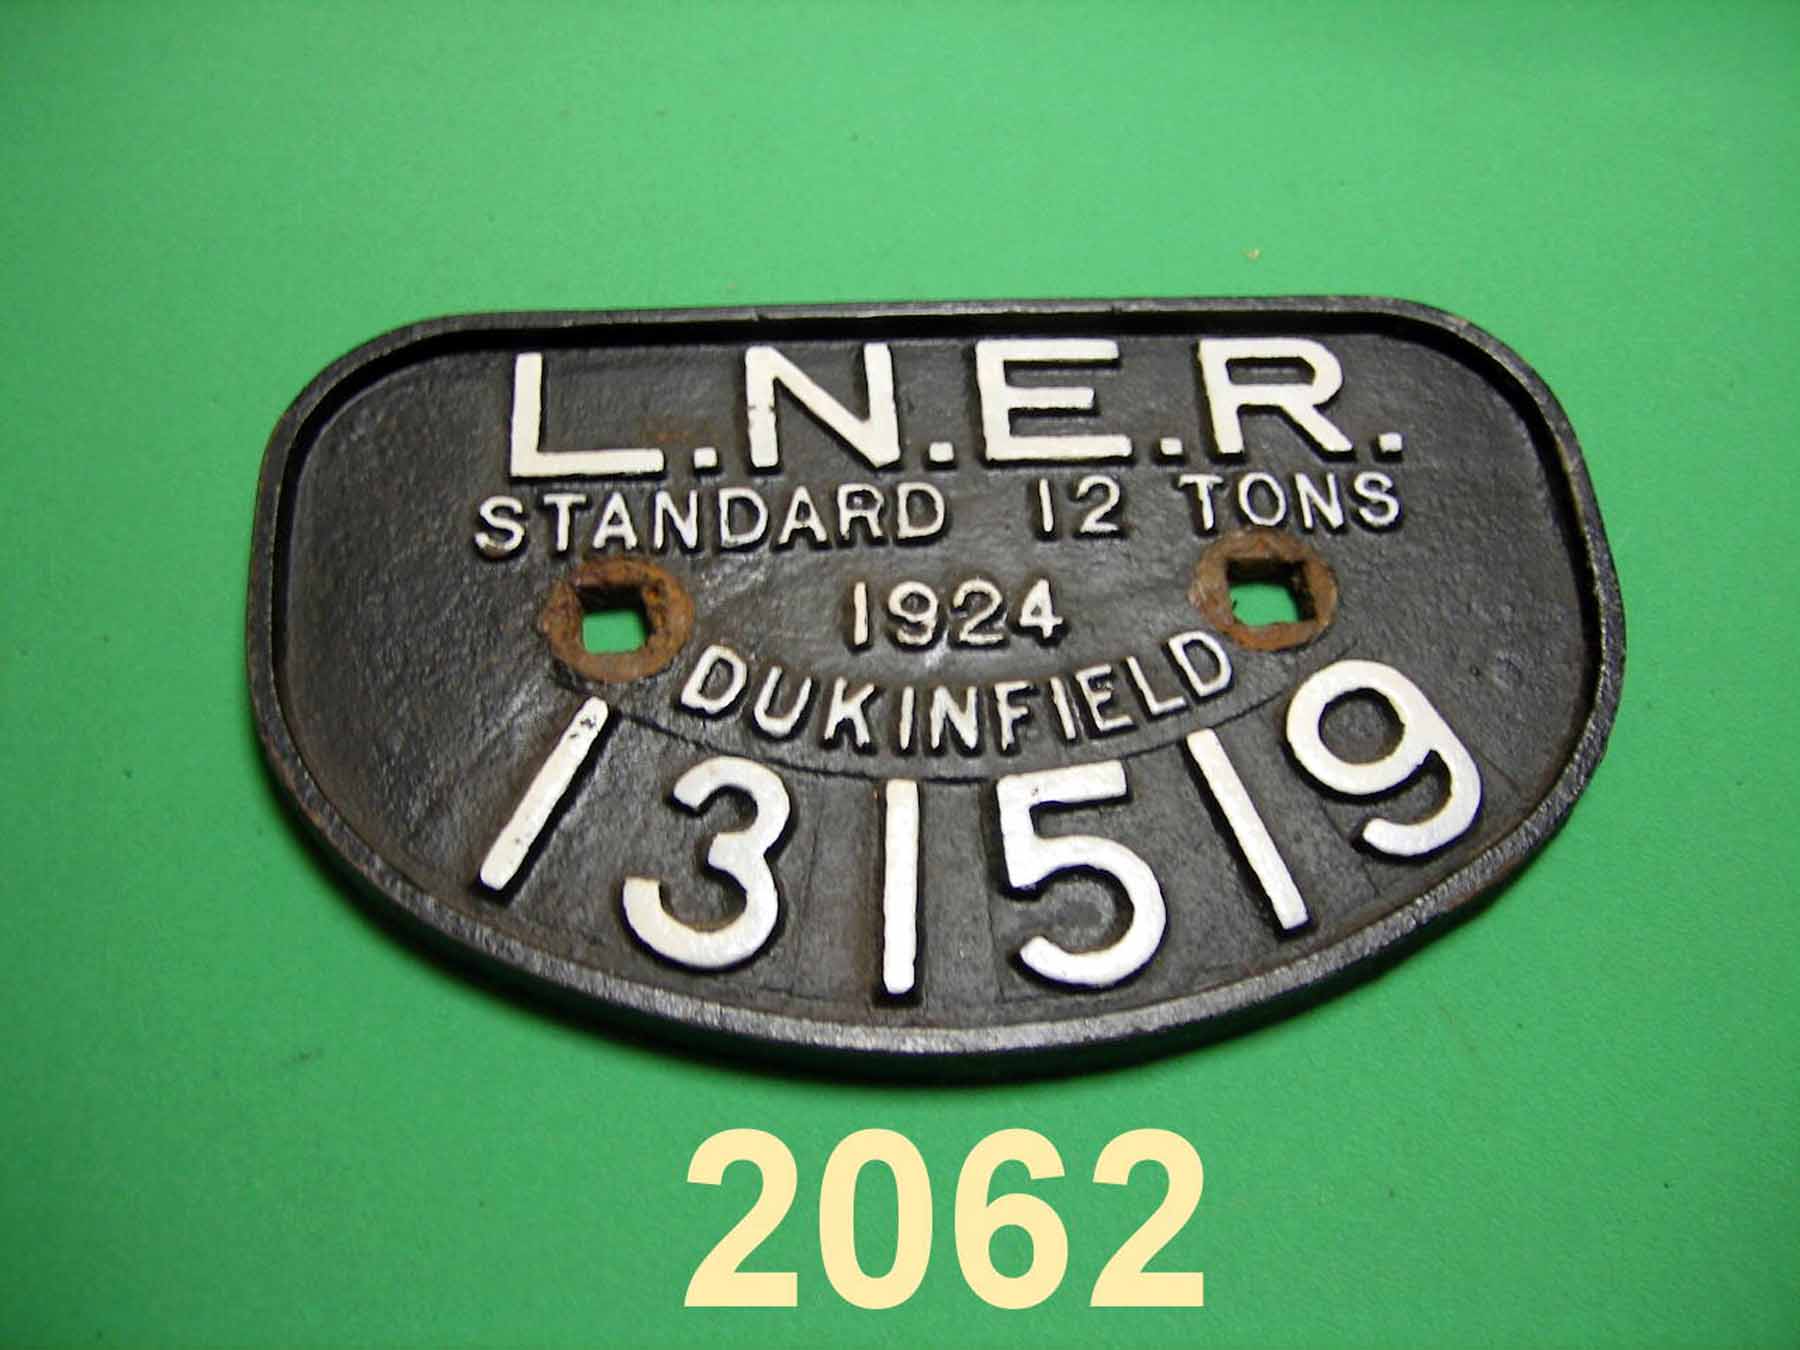 L.N.E.R.
STANDARD 12 TONS
1924
DUKINFIELD
131519
2062